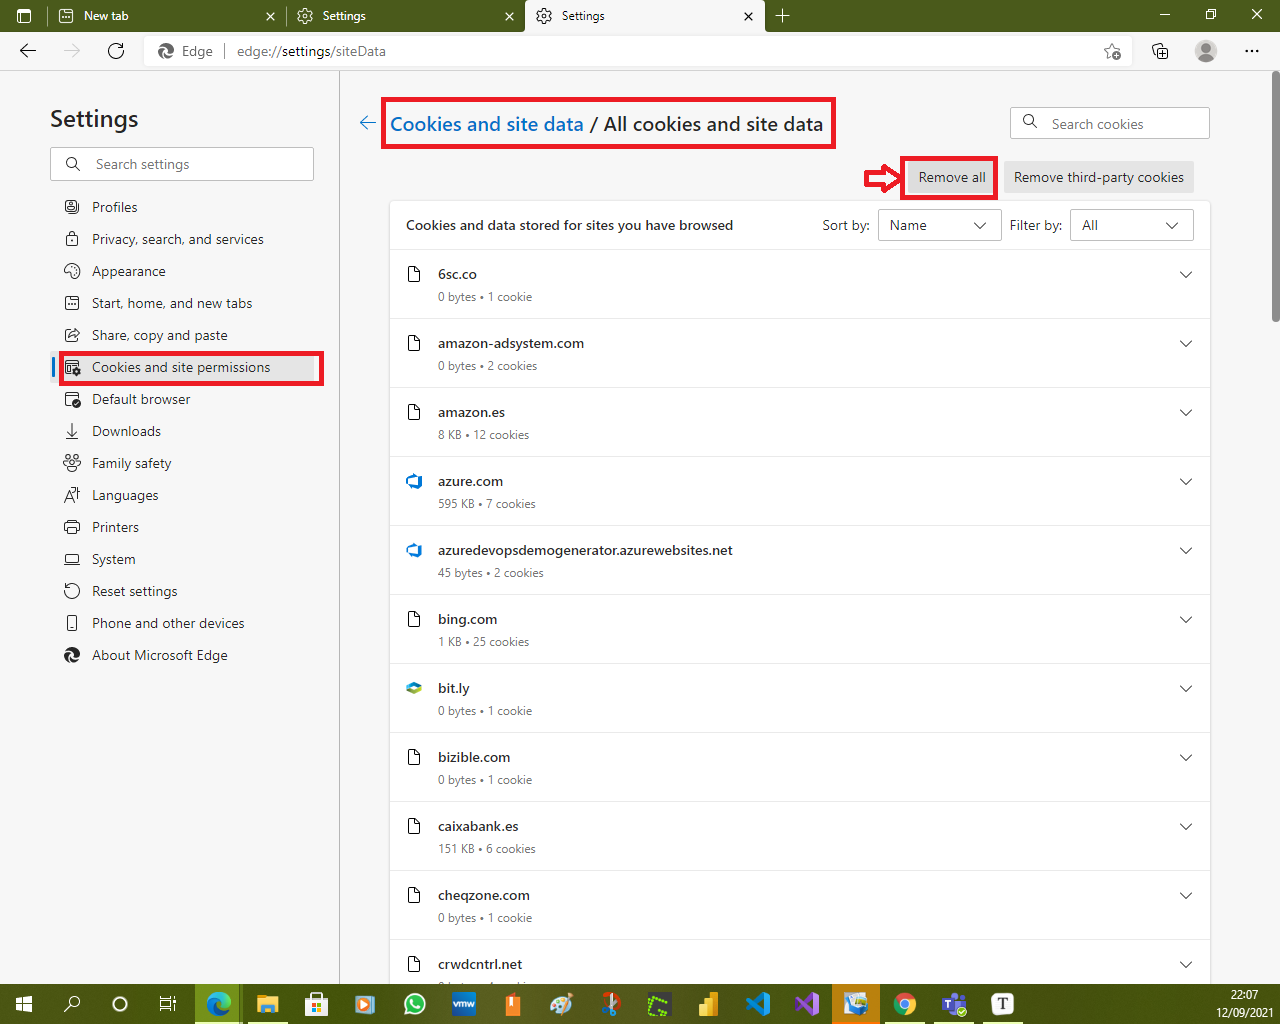 New tab
Settings
Settings
Edge
edge://settings/siteData
Settings
Search settings
Profiles
Privacy, search, and services
Appearance
Start, home, and new tabs
Share, copy and paste
Cookies and site permissions
Default browser
Downloads
Family safety
Languages
Printers
System
Reset settings
Phone and other devices
About Microsoft Edge
Cookies and site data / All cookies and site data
Search cookies
Remove all
Remove third-party cookies
Cookies and data stored for sites you have browsed
Sort by: Name
Filter by: All
6sc.co
0 bytes • 1 cookie
amazon-adsystem.com
0 bytes • 2 cookies
amazon.es
8 KB • 12 cookies
azure.com
595 KB • 7 cookies
azuredevopsdemogenerator.azurewebsites.net
45 bytes • 2 cookies
bing.com
1 KB • 25 cookies
bit.ly
0 bytes • 1 cookie
bizible.com
0 bytes • 1 cookie
caixabank.es
151 KB • 6 cookies
cheqzone.com
0 bytes • 1 cookie
crwdcntrl.net
vmw
T
22:07
12/09/2021